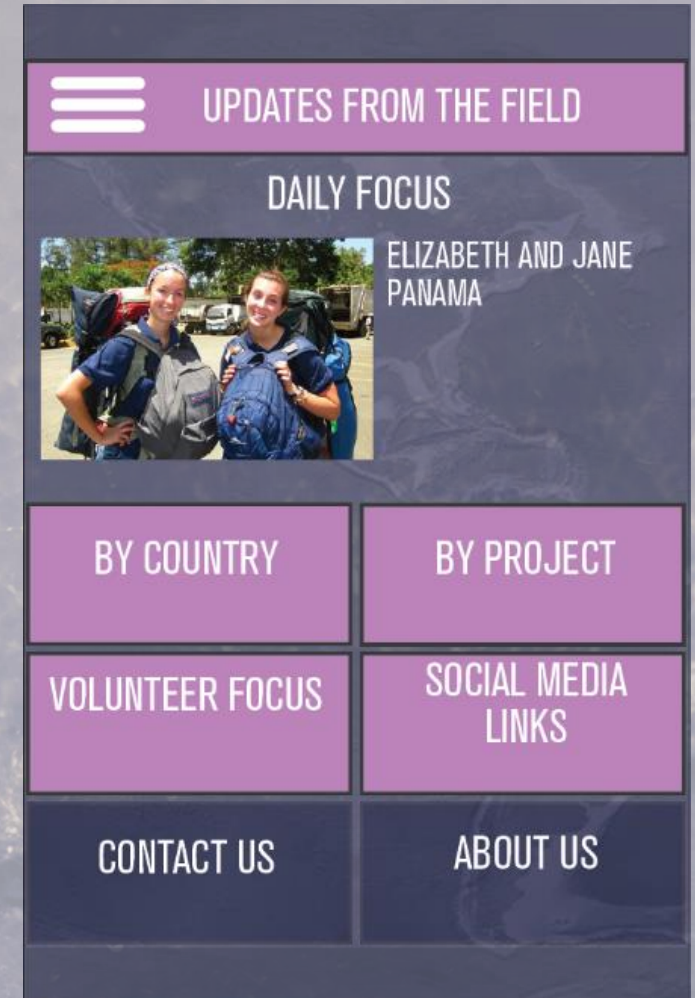 UPDATES FROM THE FIELD
DAILY FOCUS
ELIZABETH AND JANE
PANAMA
BY COUNTRY
BY PROJECT
VOLUNTEER FOCUS
SOCIAL MEDIA
LINKS
CONTACT US
ABOUT US